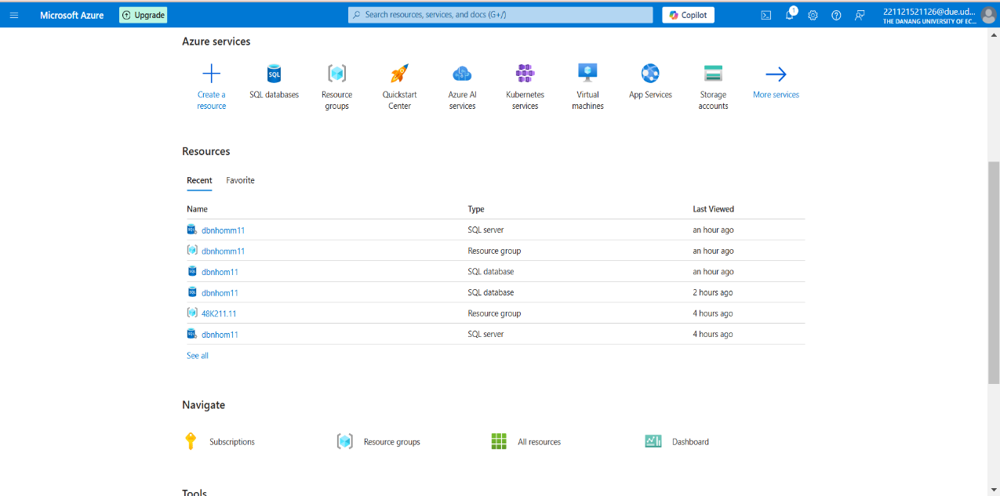 Microsoft Azure
Upgrade
Search resources, services, and docs (G+/)
Copilot
1
221121521126@due.ud...
THE DANANG UNIVERSITY OF EC...
Azure services
Create a
resource
SQL databases
Resource
groups
Quickstart
Center
Azure AI
services
Kubernetes
services
Virtual
machines
App Services
Storage
accounts
More services
Resources
Recent Favorite
Name Type Last Viewed
dbnhomm11 SQL server an hour ago
dbnhomm11 Resource group an hour ago
dbnhom11 SQL database an hour ago
dbnhom11 SQL database 2 hours ago
48K211.11 Resource group 4 hours ago
dbnhom11 SQL server 4 hours ago
See all
Navigate
Subscriptions Resource groups All resources Dashboard
Tools